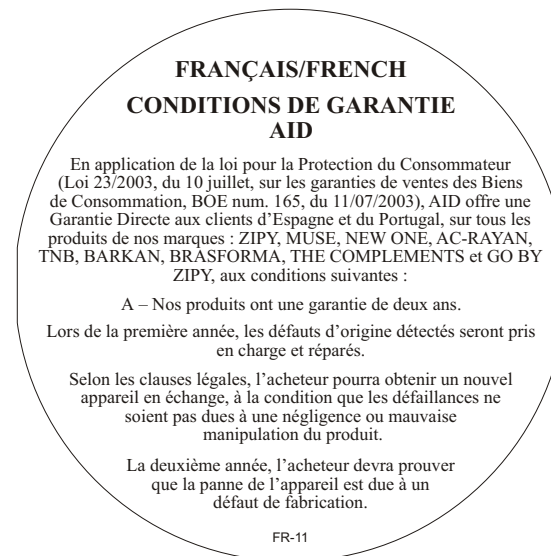 FRANÇAIS/FRENCH
CONDITIONS DE GARANTIE
AID
En application de la loi pour la Protection du Consommateur
(Loi 23/2003, du 10 juillet, sur les garanties de ventes des Biens
de Consommation, BOE num. 165, du 11/07/2003), AID offre une
Garantie Directe aux clients d’Espagne et du Portugal, sur tous les
produits de nos marques : ZIPY, MUSE, NEW ONE, AC-RAYAN,
TNB, BARKAN, BRASFORMA, THE COMPLEMENTS et GO BY
ZIPY, aux conditions suivantes :
A – Nos produits ont une garantie de deux ans.
Lors de la première année, les défauts d’origine détectés seront pris
en charge et réparés.
Selon les clauses légales, l’acheteur pourra obtenir un nouvel
appareil en échange, à la condition que les défaillances ne
soient pas dues à une négligence ou mauvaise
manipulation du produit.
La deuxième année, l’acheteur devra prouver
que la panne de l’appareil est due à un
défaut de fabrication.
FR-11